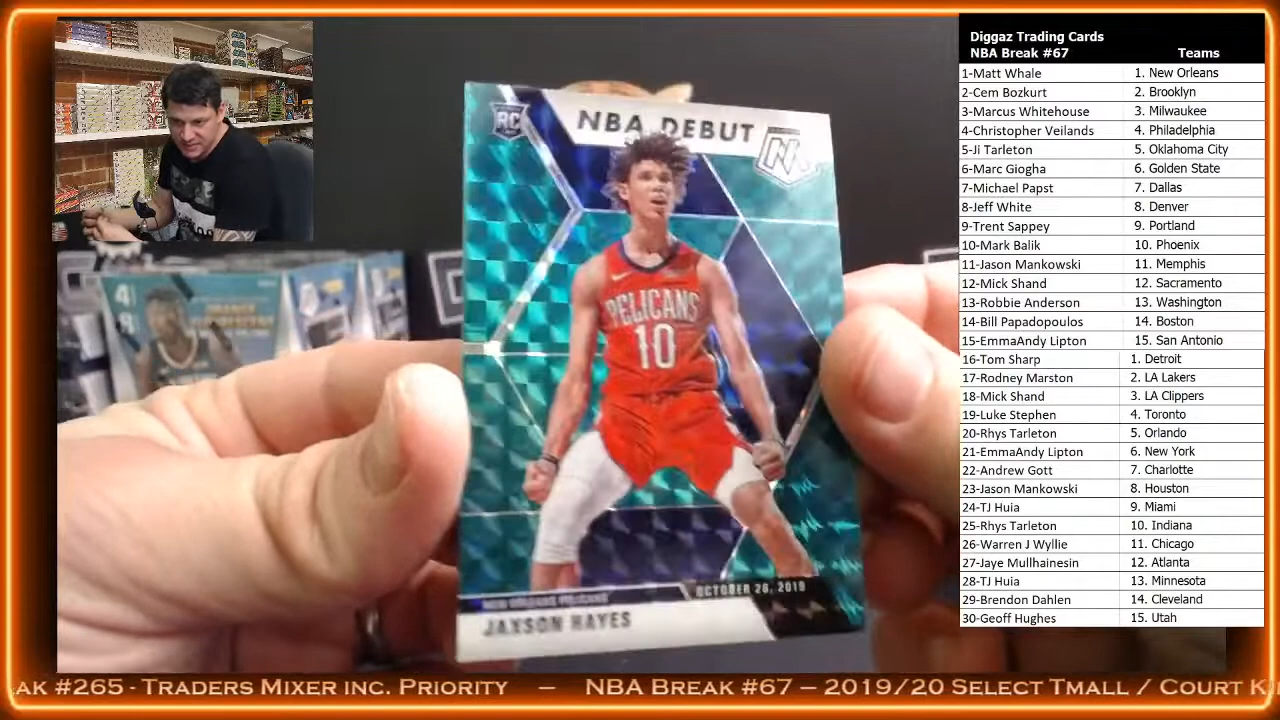 RC
NBA DEBUT
PELICANS
10
NEW ORLEANS PELICANS
OCTOBER 26, 2019
JAXSON HAYES
Diggaz Trading Cards
NBA Break #67 Teams
1-Matt Whale 1. New Orleans
2-Cem Bozkurt 2. Brooklyn
3-Marcus Whitehouse 3. Milwaukee
4-Christopher Veilands 4. Philadelphia
5-Ji Tarleton 5. Oklahoma City
6-Marc Giogha 6. Golden State
7-Michael Papst 7. Dallas
8-Jeff White 8. Denver
9-Trent Sappey 9. Portland
10-Mark Balik 10. Phoenix
11-Jason Mankowski 11. Memphis
12-Mick Shand 12. Sacramento
13-Robbie Anderson 13. Washington
14-Bill Papadopoulos 14. Boston
15-EmmaAndy Lipton 15. San Antonio
16-Tom Sharp 1. Detroit
17-Rodney Marston 2. LA Lakers
18-Mick Shand 3. LA Clippers
19-Luke Stephen 4. Toronto
20-Rhys Tarleton 5. Orlando
21-EmmaAndy Lipton 6. New York
22-Andrew Gott 7. Charlotte
23-Jason Mankowski 8. Houston
24-TJ Huia 9. Miami
25-Rhys Tarleton 10. Indiana
26-Warren J Wyllie 11. Chicago
27-Jaye Mullhainesin 12. Atlanta
28-TJ Huia 13. Minnesota
29-Brendon Dahlen 14. Cleveland
30-Geoff Hughes 15. Utah
AK #265 - TRADERS MIXER INC. PRIORITY – NBA BREAK #67 – 2019/20 SELECT TMALL / COURT KIN